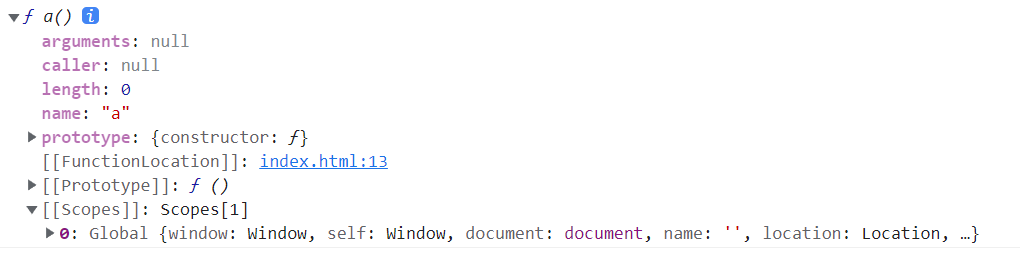 ▼ƒ a() i
arguments: null
caller: null
length: 0
name: "a"
▶prototype: {constructor: ƒ}
[[FunctionLocation]]: index.html:13
▶[[Prototype]]: ƒ ()
▼[[Scopes]]: Scopes[1]
▶0: Global {window: Window, self: Window, document: document, name: '', location: Location, …}